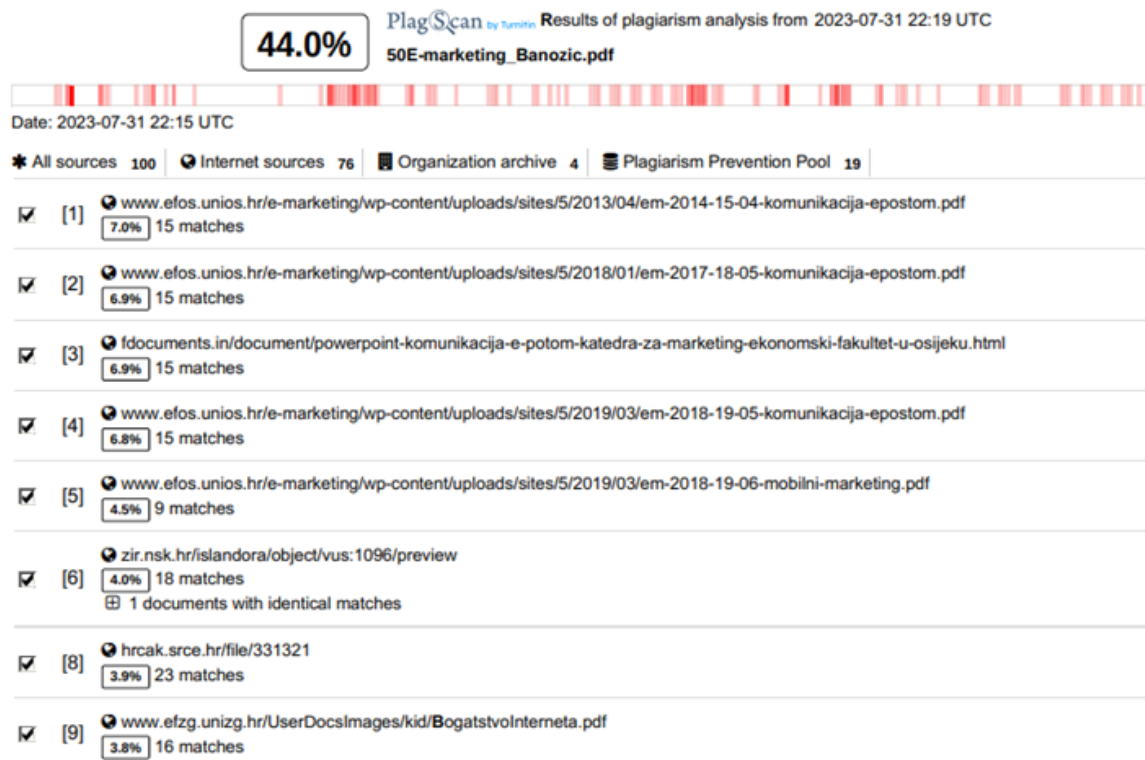 44.0%
PlagScan by Turnitin Results of plagiarism analysis from 2023-07-31 22:19 UTC
50E-marketing_Banozic.pdf
Date: 2023-07-31 22:15 UTC
All sources 100 Internet sources 76 Organization archive 4 Plagiarism Prevention Pool 19
[1] www.efos.unios.hr/e-marketing/wp-content/uploads/sites/5/2013/04/em-2014-15-04-komunikacija-epostom.pdf
7.0% 15 matches
[2] www.efos.unios.hr/e-marketing/wp-content/uploads/sites/5/2018/01/em-2017-18-05-komunikacija-epostom.pdf
6.9% 15 matches
[3] fdocuments.in/document/powerpoint-komunikacija-e-potom-katedra-za-marketing-ekonomski-fakultet-u-osijeku.html
6.9% 15 matches
[4] www.efos.unios.hr/e-marketing/wp-content/uploads/sites/5/2019/03/em-2018-19-05-komunikacija-epostom.pdf
6.8% 15 matches
[5] www.efos.unios.hr/e-marketing/wp-content/uploads/sites/5/2019/03/em-2018-19-06-mobilni-marketing.pdf
4.5% 9 matches
[6] zir.nsk.hr/islandora/object/vus:1096/preview
4.0% 18 matches
1 documents with identical matches
[8] hrcak.srce.hr/file/331321
3.9% 23 matches
[9] www.efzg.unizg.hr/UserDocsImages/kid/BogatstvoInterneta.pdf
3.8% 16 matches